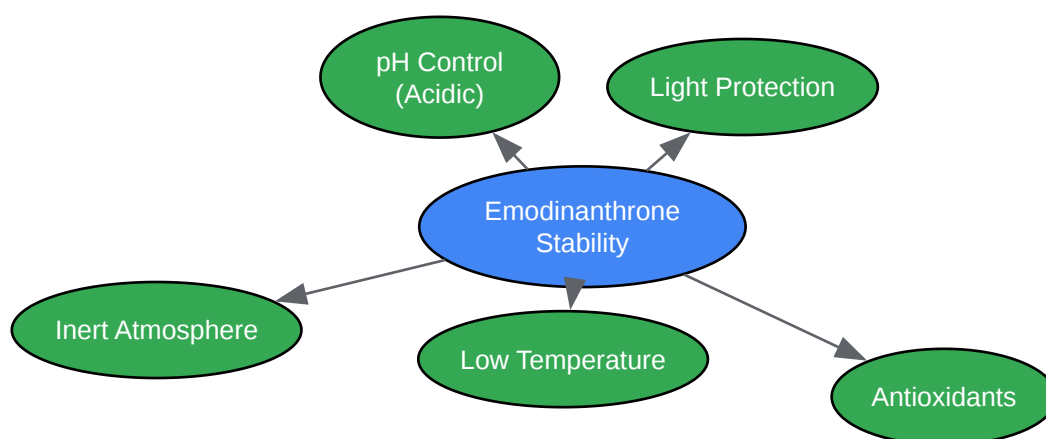 pH Control
(Acidic)
Light Protection
Emodinanthrone
Stability
Inert Atmosphere
Low Temperature
Antioxidants